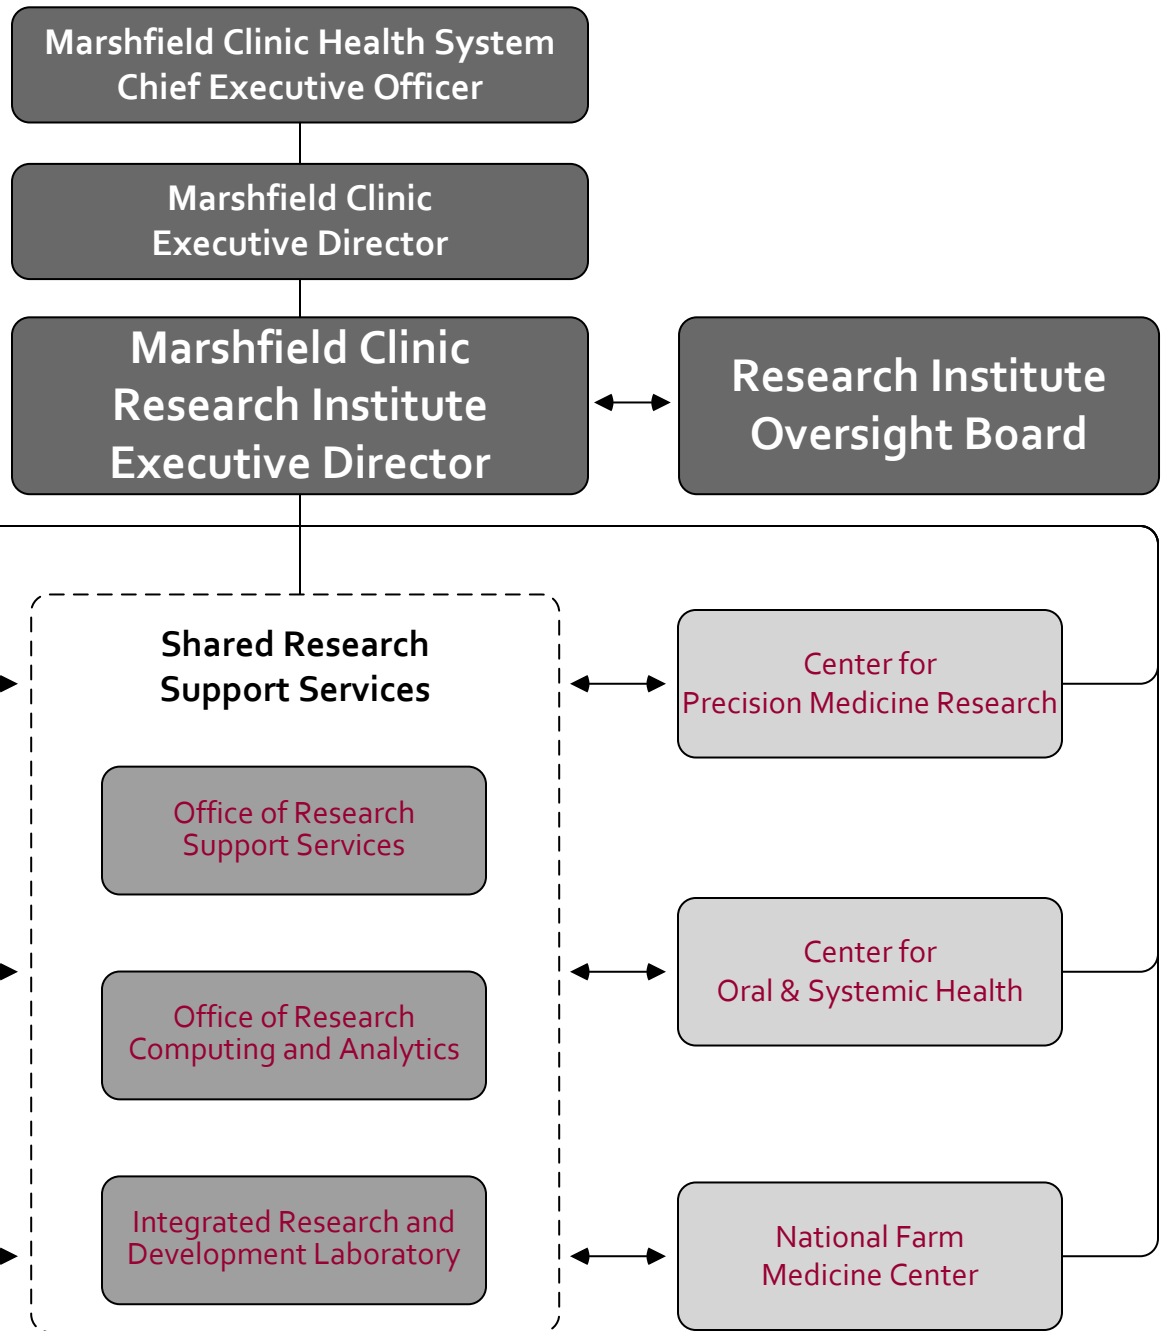 Marshfield Clinic Health System
Chief Executive Officer
Marshfield Clinic
Executive Director
Marshfield Clinic
Research Institute
Executive Director
Research Institute
Oversight Board
Shared Research
Support Services
Center for
Precision Medicine Research
Office of Research
Support Services
Center for
Oral & Systemic Health
Office of Research
Computing and Analytics
Integrated Research and
Development Laboratory
National Farm
Medicine Center